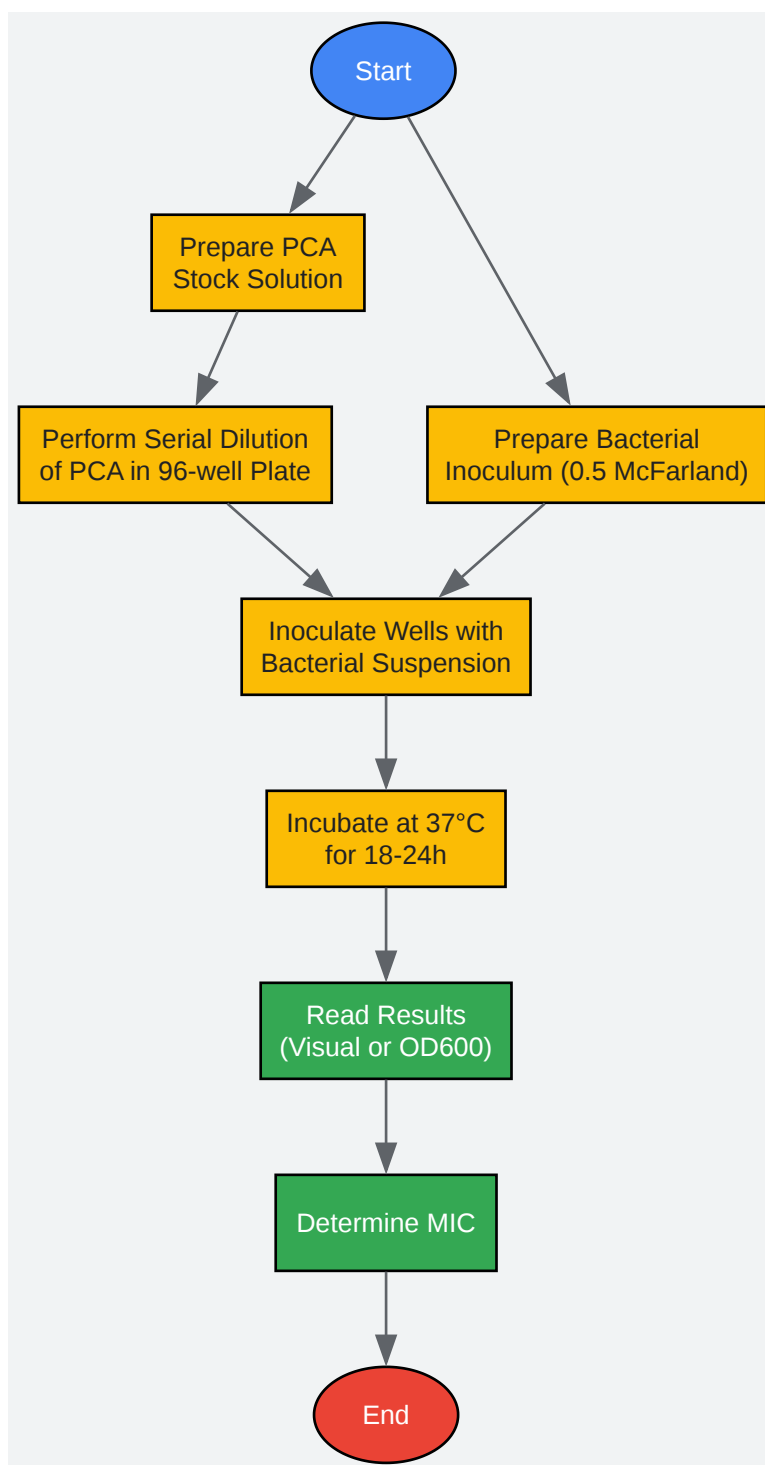 Start
Prepare PCA
Stock Solution
Perform Serial Dilution
of PCA in 96-well Plate
Prepare Bacterial
Inoculum (0.5 McFarland)
Inoculate Wells with
Bacterial Suspension
Incubate at 37°C
for 18-24h
Read Results
(Visual or OD600)
Determine MIC
End